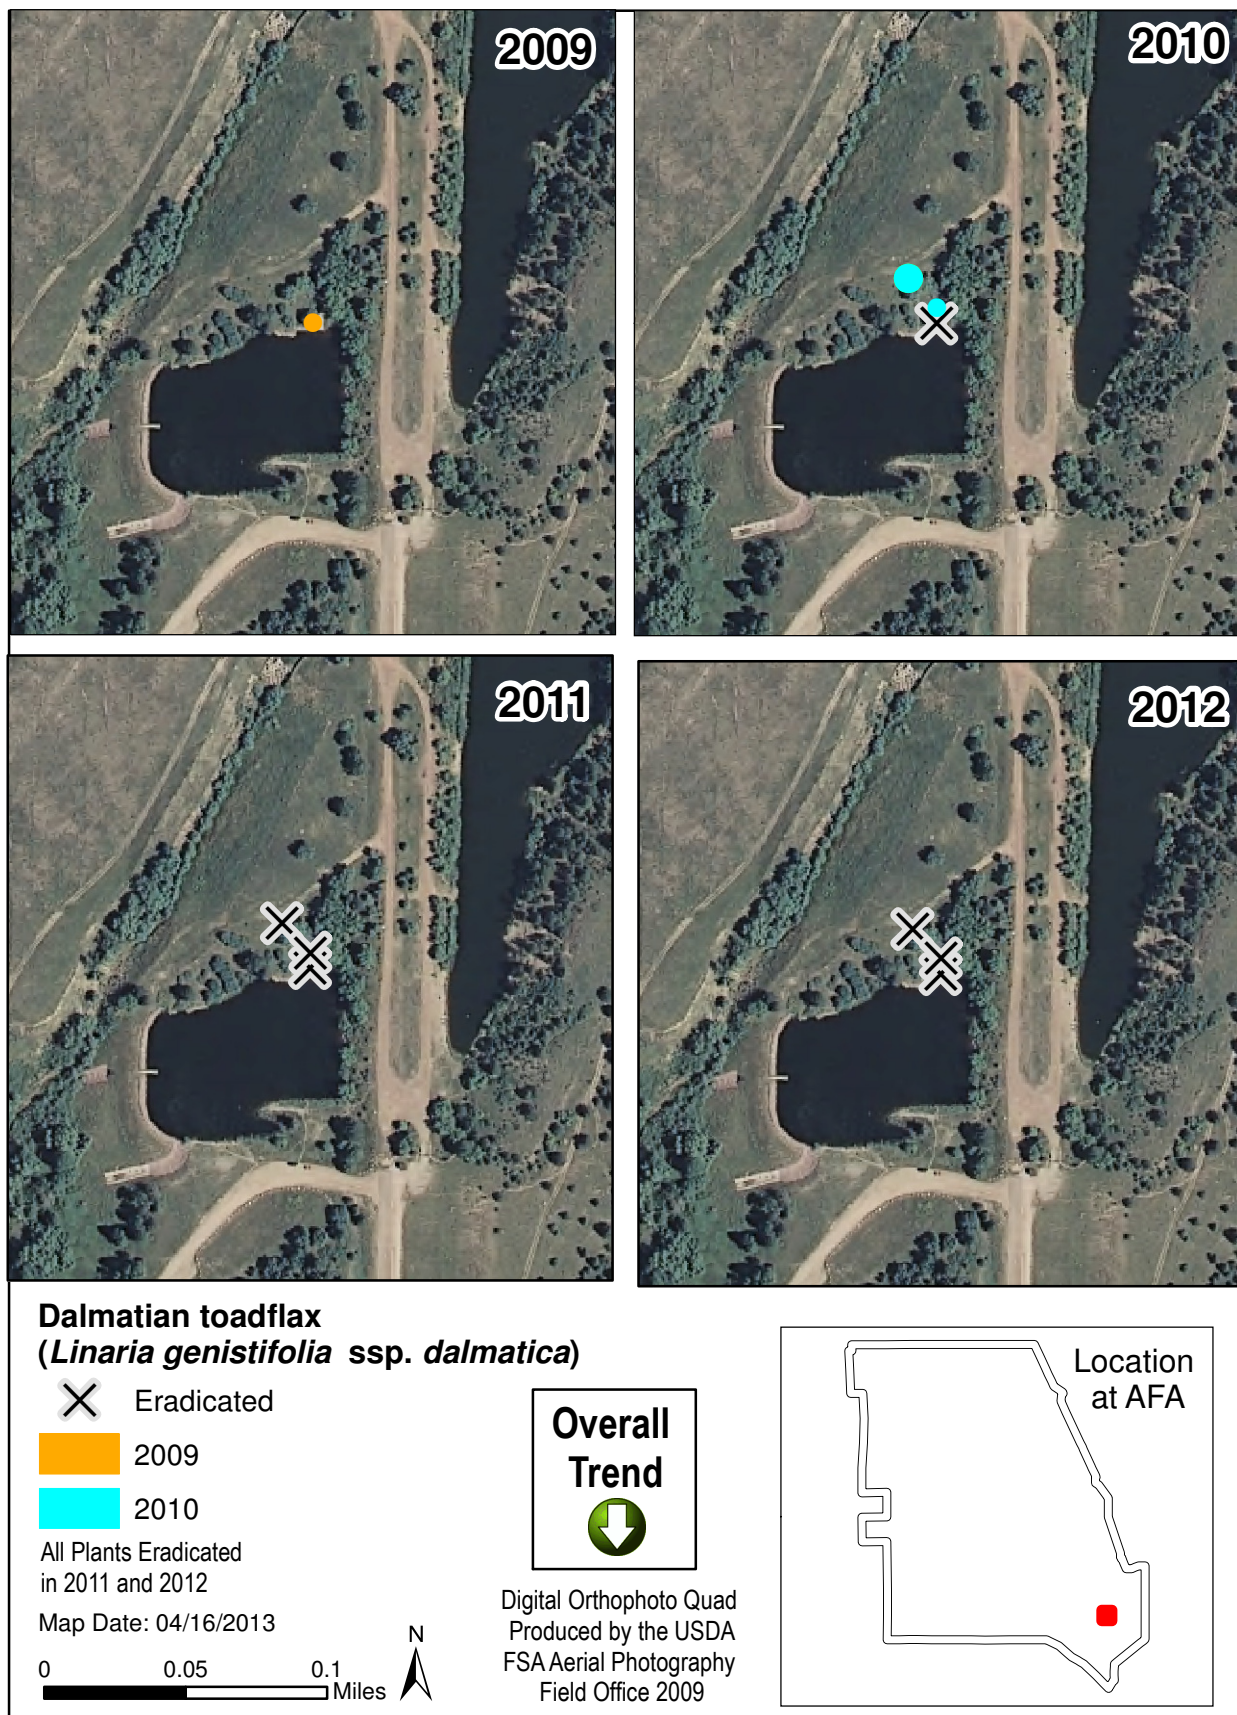 2009
2010
2011
2012
Dalmatian toadflax
(Linaria genistifolia ssp. dalmatica)
Eradicated
2009
2010
All Plants Eradicated
in 2011 and 2012
Map Date: 04/16/2013
0 0.05 0.1
Miles
N
Overall
Trend
Digital Orthophoto Quad
Produced by the USDA
FSA Aerial Photography
Field Office 2009
Location
at AFA